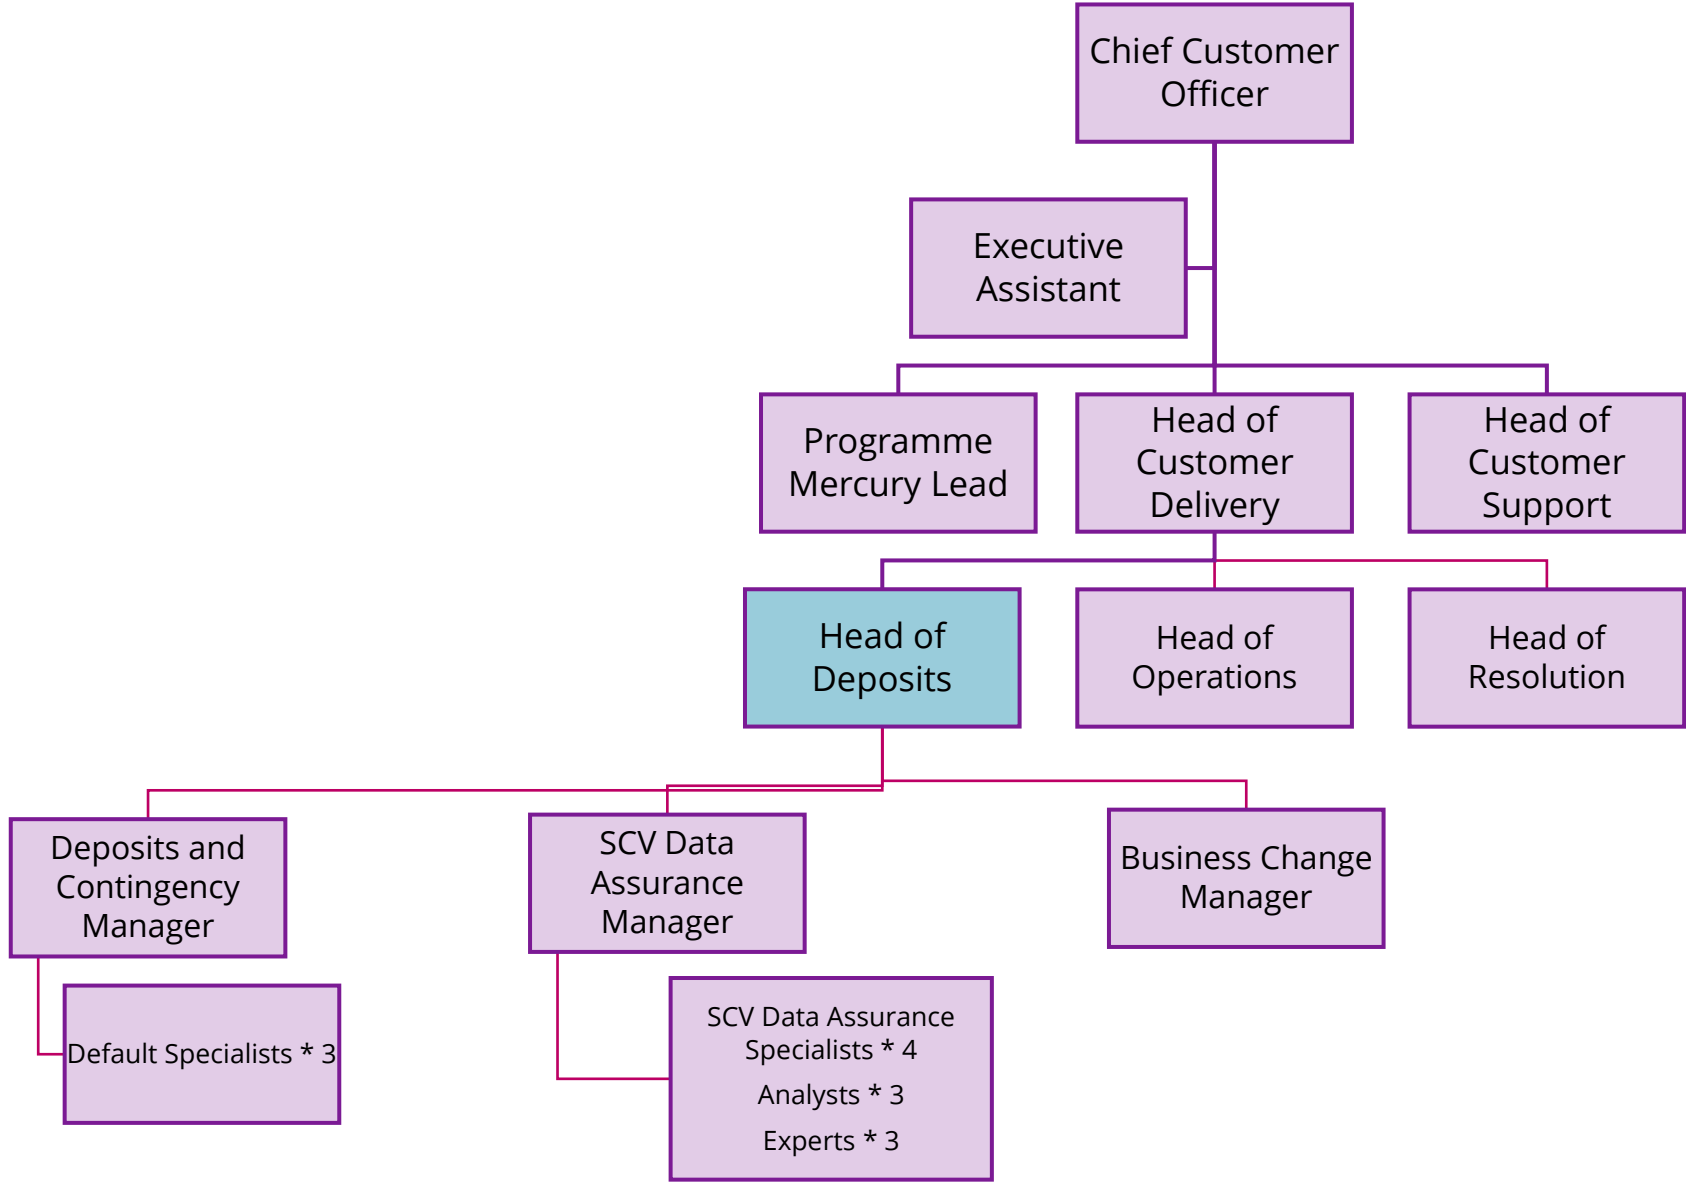 Chief Customer
Officer
Executive
Assistant
Programme
Mercury Lead
Head of
Customer
Delivery
Head of
Customer
Support
Head of
Deposits
Head of
Operations
Head of
Resolution
Deposits and
Contingency
Manager
SCV Data
Assurance
Manager
Business Change
Manager
Default Specialists * 3
SCV Data Assurance
Specialists * 4
Analysts * 3
Experts * 3